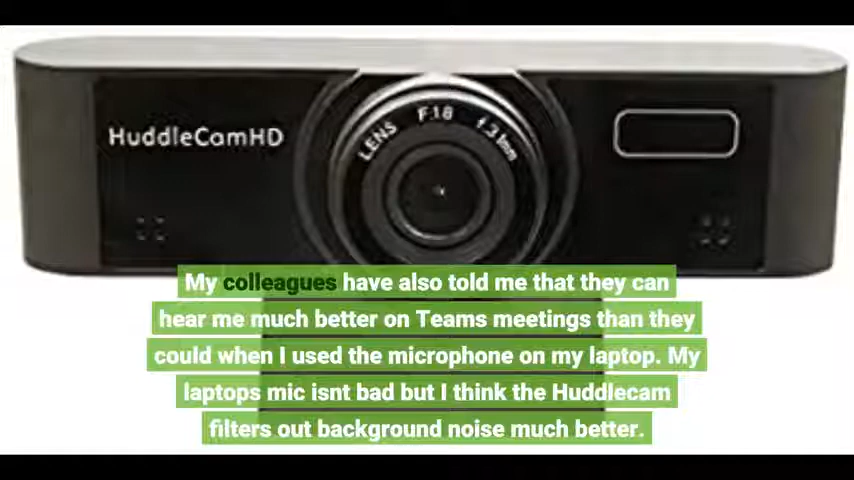 HuddleCamHD
LENS F1.8 f.3.1mm
My colleagues have also told me that they can
hear me much better on Teams meetings than they
could when I used the microphone on my laptop. My
laptops mic isnt bad but I think the Huddlecam
filters out background noise much better.